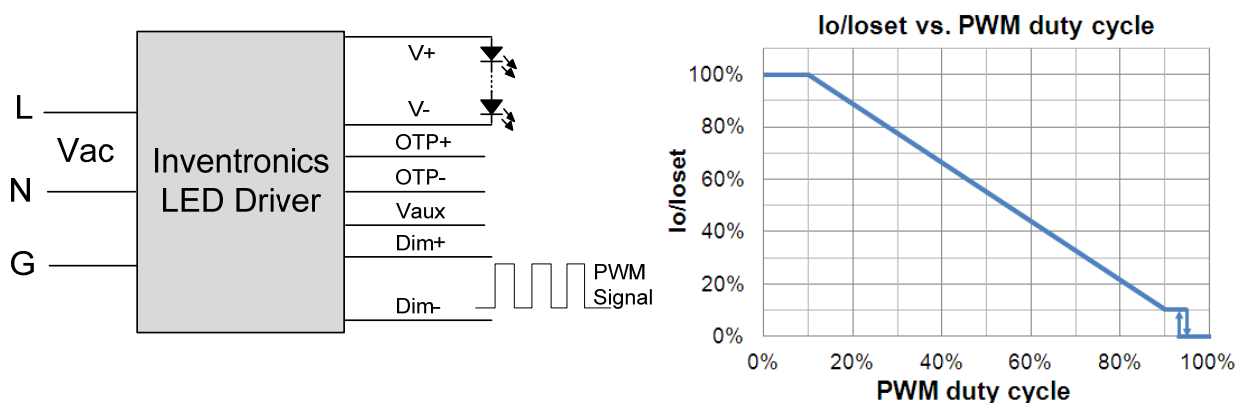 L
Vac
N
G
Inventronics
LED Driver
V+
V-
OTP+
OTP-
Vaux
Dim+
Dim-
PWM
Signal
Io/Ioset vs. PWM duty cycle
Io/Ioset
100%
80%
60%
40%
20%
0%
0%
20%
40%
60%
80%
100%
PWM duty cycle